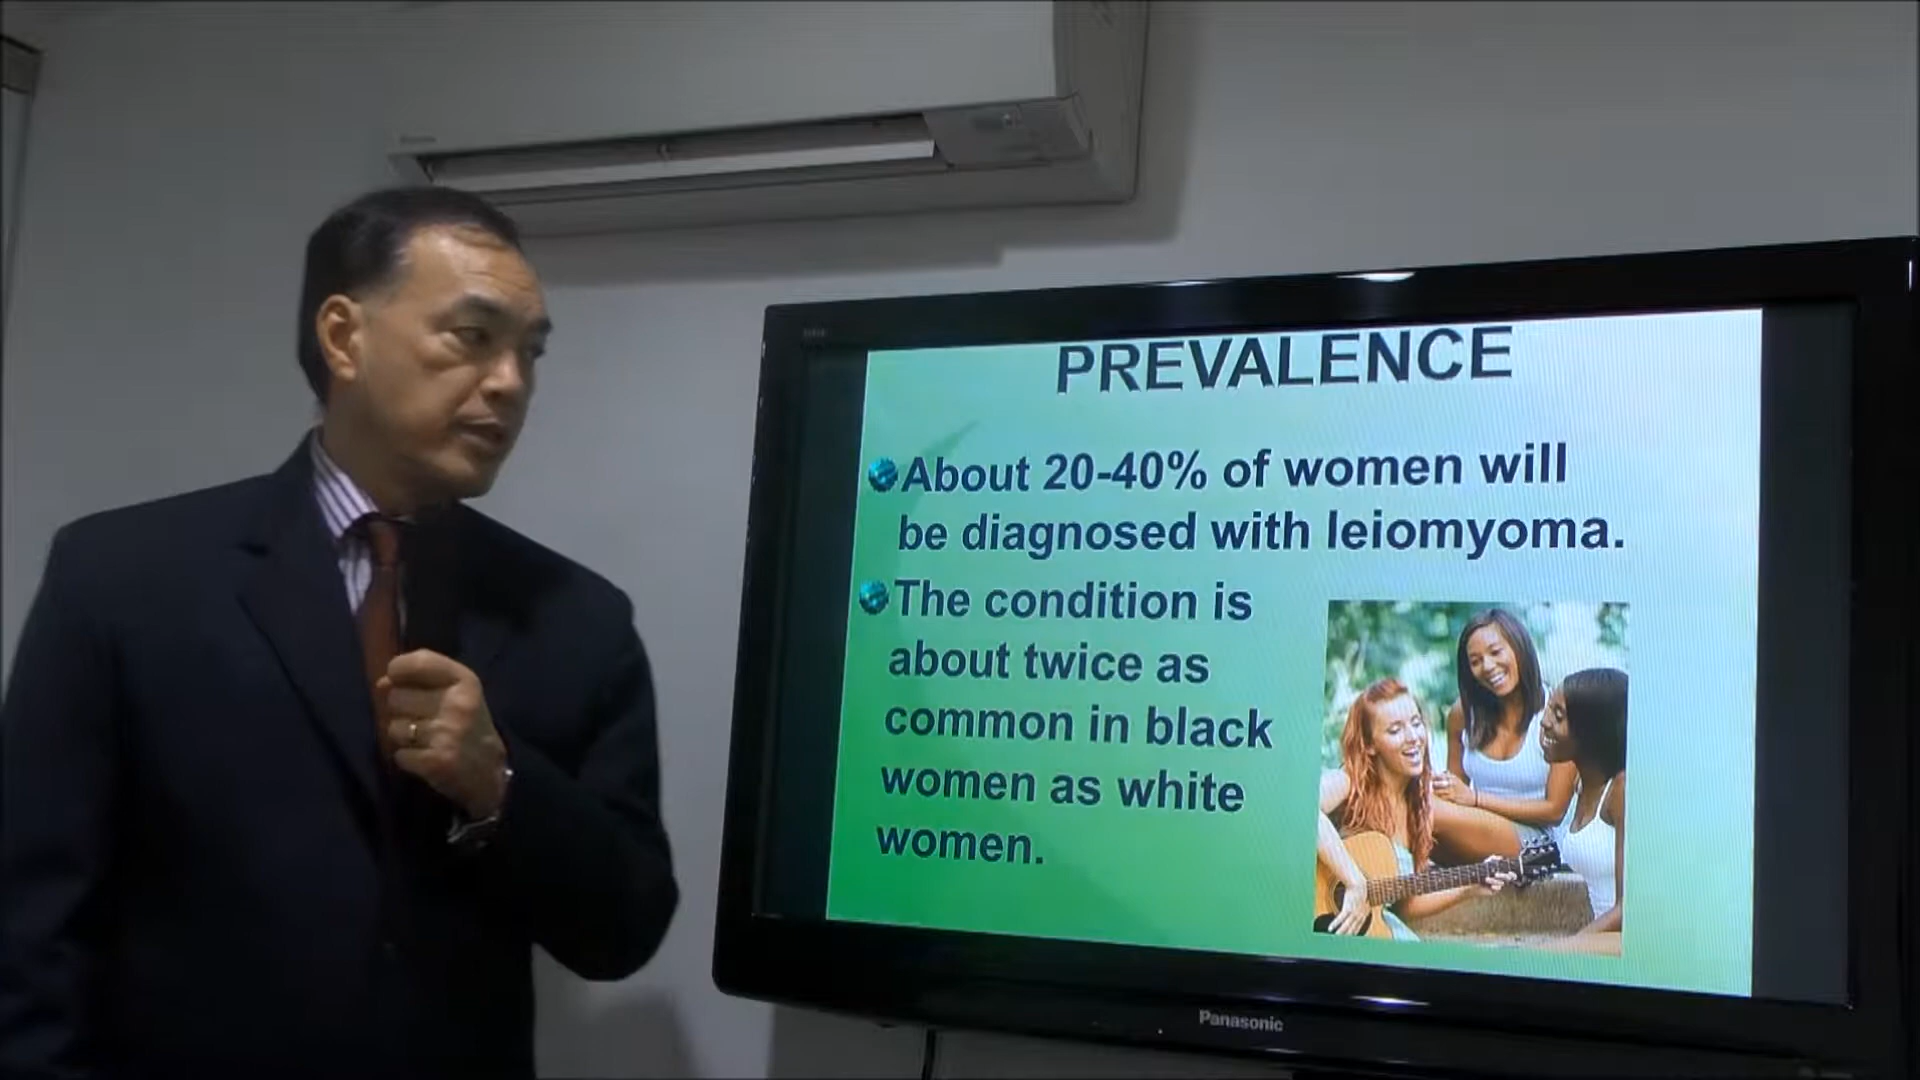 PREVALENCE
About 20-40% of women will
be diagnosed with leiomyoma.
The condition is
about twice as
common in black
women as white
women.
Panasonic